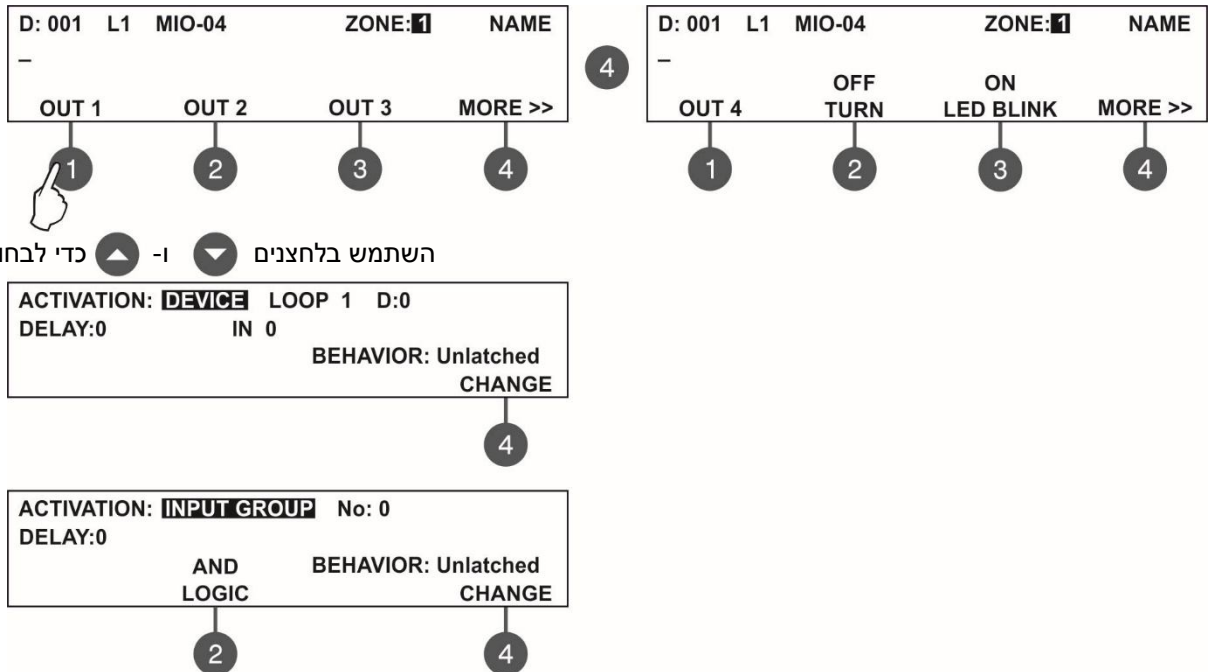 D: 001 L1 MIO-04 ZONE:1 NAME
_
OUT 1 OUT 2 OUT 3 MORE >>
1 2 3 4
4
D: 001 L1 MIO-04 ZONE:1 NAME
_
OFF ON
OUT 4 TURN LED BLINK MORE >>
1 2 3 4
השתמש בלחצנים ו- כדי
ACTIVATION: DEVICE LOOP 1 D:0
DELAY:0 IN 0
BEHAVIOR: Unlatched
CHANGE
4
ACTIVATION: INPUT GROUP No: 0
DELAY:0
AND BEHAVIOR: Unlatched
LOGIC CHANGE
2 4